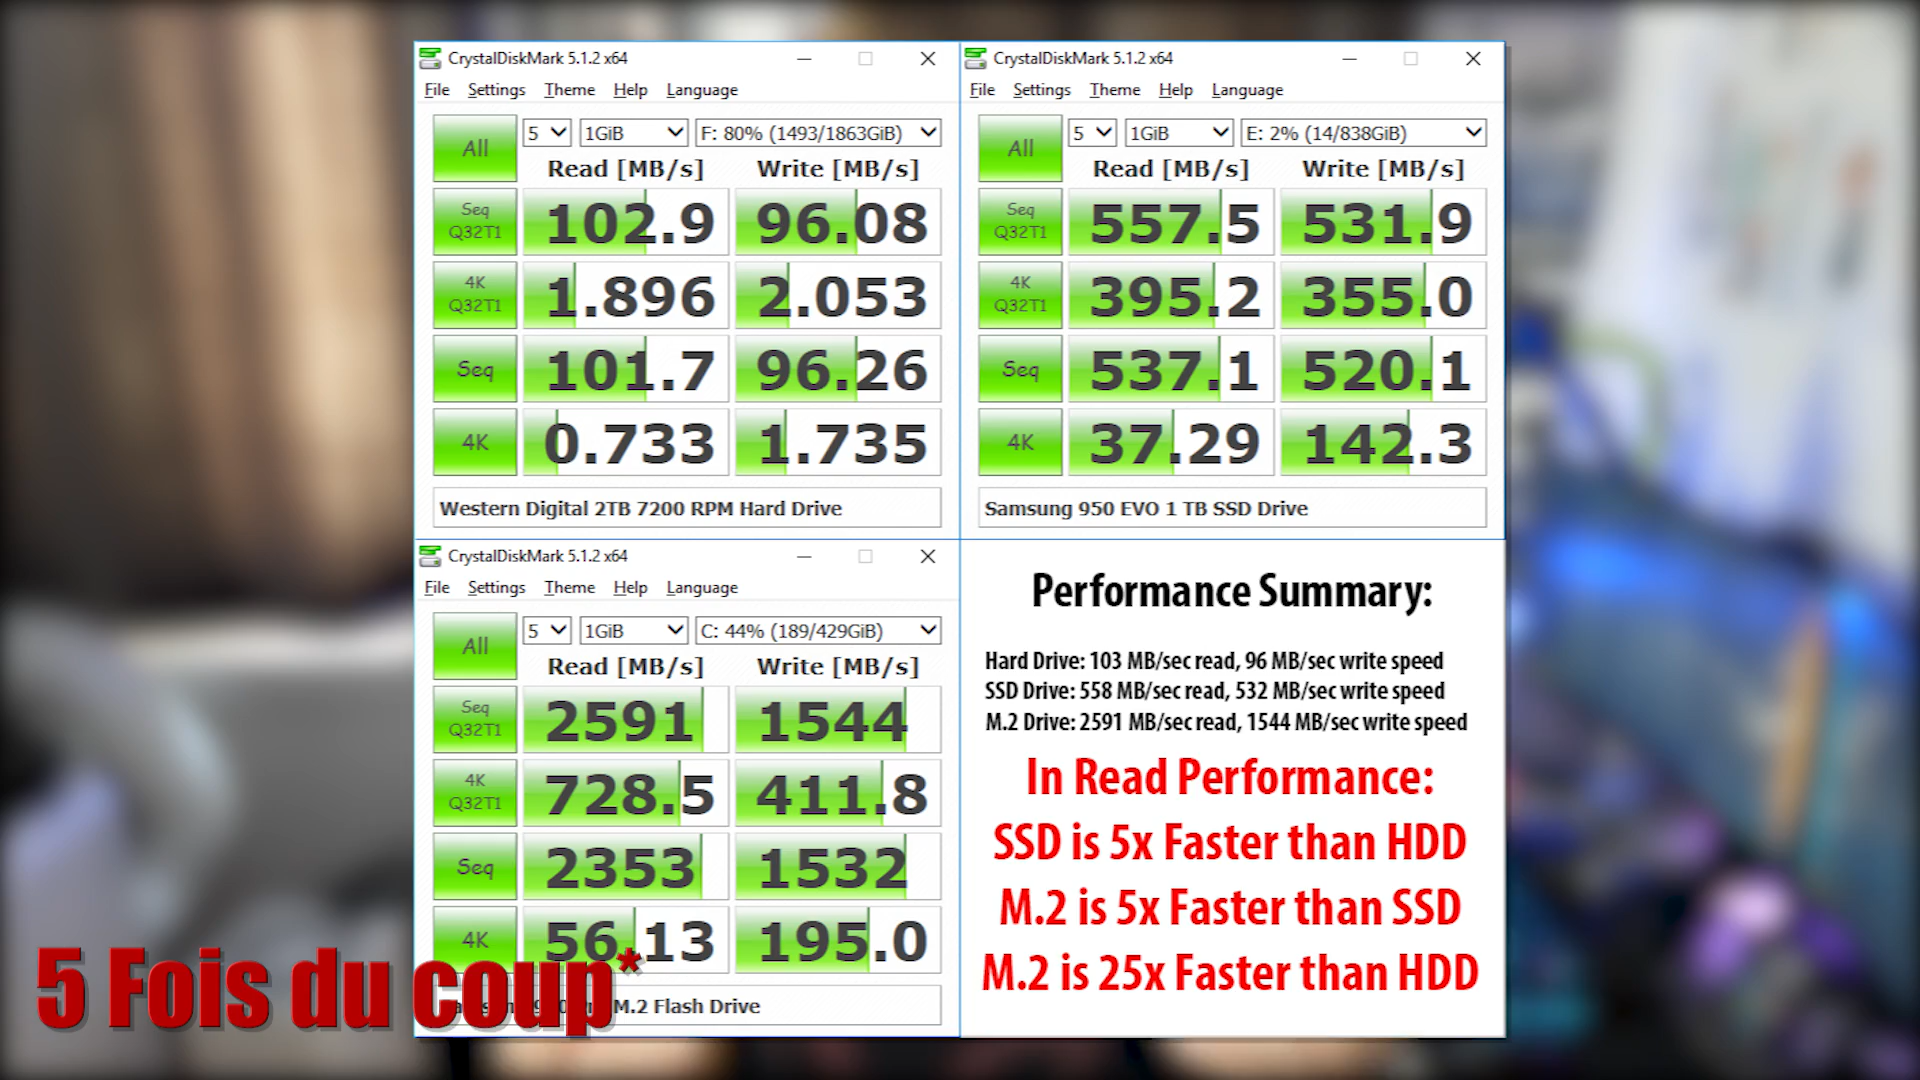 CrystalDiskMark 5.1.2 x64
File Settings Theme Help Language
All 5 1GiB F: 80% (1493/1863GiB)
Read [MB/s] Write [MB/s]
Seq Q32T1 102.9 96.08
4K Q32T1 1.896 2.053
Seq 101.7 96.26
4K 0.733 1.735
Western Digital 2TB 7200 RPM Hard Drive
CrystalDiskMark 5.1.2 x64
File Settings Theme Help Language
All 5 1GiB E: 2% (14/838GiB)
Read [MB/s] Write [MB/s]
Seq Q32T1 557.5 531.9
4K Q32T1 395.2 355.0
Seq 537.1 520.1
4K 37.29 142.3
Samsung 950 EVO 1 TB SSD Drive
CrystalDiskMark 5.1.2 x64
File Settings Theme Help Language
All 5 1GiB C: 44% (189/429GiB)
Read [MB/s] Write [MB/s]
Seq Q32T1 2591 1544
4K Q32T1 728.5 411.8
Seq 2353 1532
4K 56.13 195.0
M.2 Flash Drive
Performance Summary:
Hard Drive: 103 MB/sec read, 96 MB/sec write speed
SSD Drive: 558 MB/sec read, 532 MB/sec write speed
M.2 Drive: 2591 MB/sec read, 1544 MB/sec write speed
In Read Performance:
SSD is 5x Faster than HDD
M.2 is 5x Faster than SSD
M.2 is 25x Faster than HDD
5 Fois du coup*